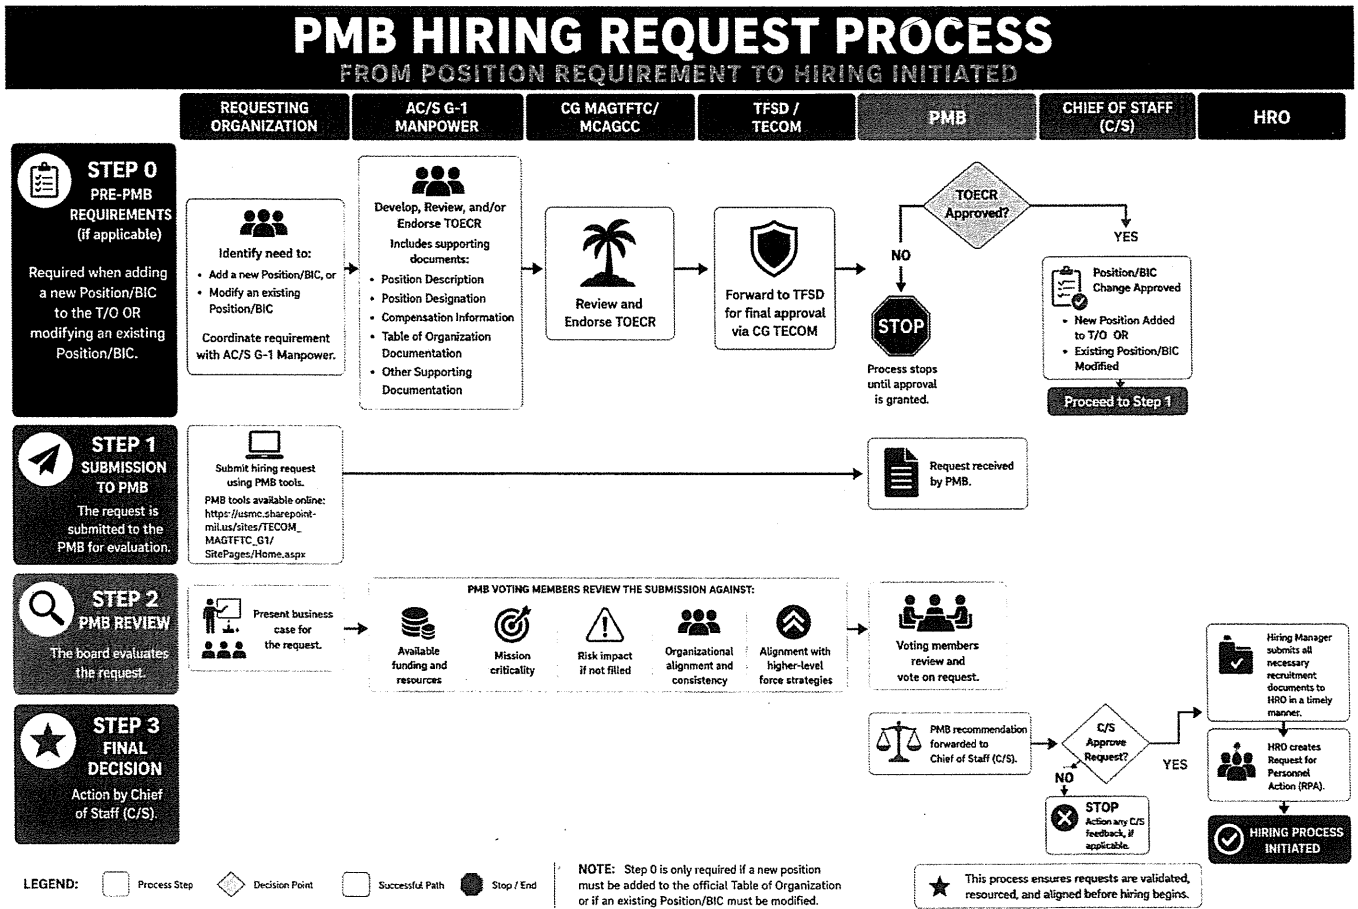 PMB HIRING REQUEST PROCESS
FROM POSITION REQUIREMENT TO HIRING INITIATED
REQUESTING
ORGANIZATION
AC/S G-1
MANPOWER
CG MAGTFTC/
MCAGCC
TFSD /
TECOM
PMB
CHIEF OF STAFF
(C/S)
HRO
STEP 0
PRE-PMB
REQUIREMENTS
(if applicable)
Required when adding
a new Position/BIC
to the T/O OR
modifying an existing
Position/BIC.
Identify need to:
• Add a new Position/BIC, or
• Modify an existing
Position/BIC
Coordinate requirement
with AC/S G-1 Manpower.
Develop, Review, and/or
Endorse TOECR
Includes supporting
documents:
• Position Description
• Position Designation
• Compensation Information
• Table of Organization
Documentation
• Other Supporting
Documentation
Review and
Endorse TOECR
Forward to TFSD
for final approval
via CG TECOM
TOECR
Approved?
NO
STOP
Process stops
until approval
is granted.
YES
Position/BIC
Change Approved
• New Position Added
to T/O OR
• Existing Position/BIC
Modified
Proceed to Step 1
STEP 1
SUBMISSION
TO PMB
The request is
submitted to the
PMB for evaluation.
Submit hiring request
using PMB tools.
PMB tools available online:
https://usmc.sharepoint-
mil.us/sites/TECOM_
MAGTFTC_G1/
SitePages/Home.aspx
Request received
by PMB.
STEP 2
PMB REVIEW
The board evaluates
the request.
Present business
case for
the request.
PMB VOTING MEMBERS REVIEW THE SUBMISSION AGAINST:
Available
funding and
resources
Mission
criticality
Risk impact
if not filled
Organizational
alignment and
consistency
Alignment with
higher-level
force strategies
Voting members
review and
vote on request.
STEP 3
FINAL
DECISION
Action by Chief
of Staff (C/S).
PMB recommendation
forwarded to
Chief of Staff (C/S).
C/S
Approve
Request?
NO
STOP
Action any C/S
feedback, if
applicable.
YES
Hiring Manager
submits all
necessary
recruitment
documents to
HRO in a timely
manner.
HRO creates
Request for
Personnel
Action (RPA).
HIRING PROCESS
INITIATED
LEGEND:
Process Step
Decision Point
Successful Path
Stop / End
NOTE: Step 0 is only required if a new position
must be added to the official Table of Organization
or if an existing Position/BIC must be modified.
This process ensures requests are validated,
resourced, and aligned before hiring begins.